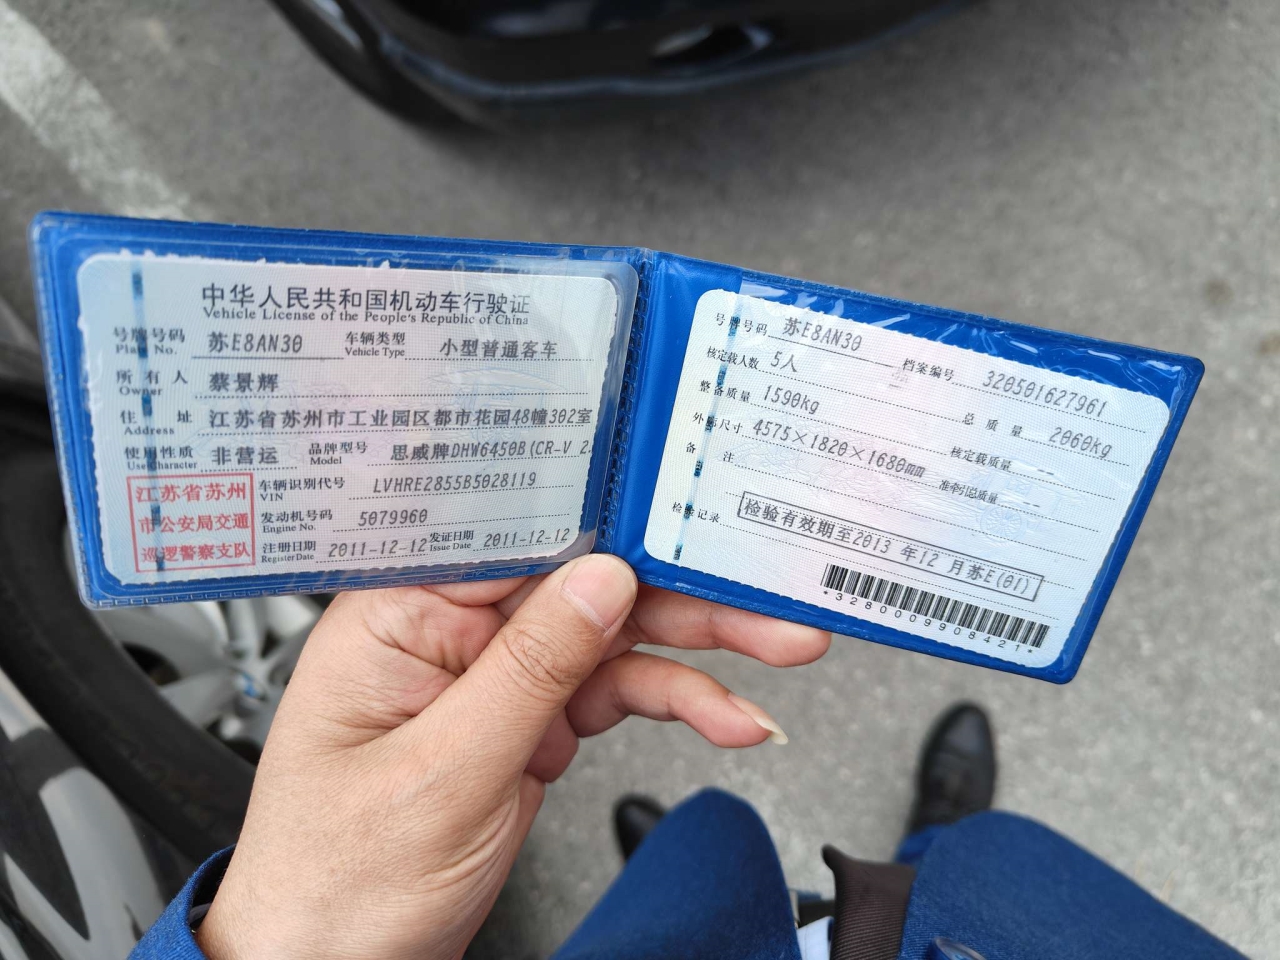 中华人民共和国机动车行驶证
Vehicle License of the People's Republic of China
号牌号码 苏E8AN30 车辆类型 小型普通客车
Plate No. Vehicle Type
所有人 蔡景辉
Owner
住址 江苏省苏州市工业园区都市花园48幢302室
Address
使用性质 非营运 品牌型号 思威牌DHW6450B(CR-V 2.
Use Character Model
江苏省苏州
市公安局交通
巡逻警察支队
车辆识别代号 LVHRE2855B5028119
VIN
发动机号码 5079960
Engine No.
注册日期 2011-12-12 发证日期 2011-12-12
Register Date Issue Date
号牌号码 苏E8AN30 档案编号 320501627961
核定载人数 5人 总质量 2060kg
整备质量 1590kg 核定载质量 --
外廓尺寸 4575×1820×1680mm 准牵引总质量 --
备注
检验记录 检验有效期至2013 年12 月苏E(01)
*3280009908421*